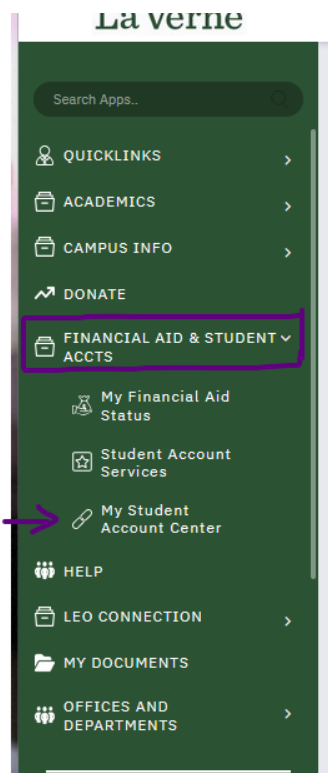 La Verne
Search Apps..
QUICKLINKS
ACADEMICS
CAMPUS INFO
DONATE
FINANCIAL AID & STUDENT
ACCTS
My Financial Aid
Status
Student Account
Services
My Student
Account Center
HELP
LEO CONNECTION
MY DOCUMENTS
OFFICES AND
DEPARTMENTS